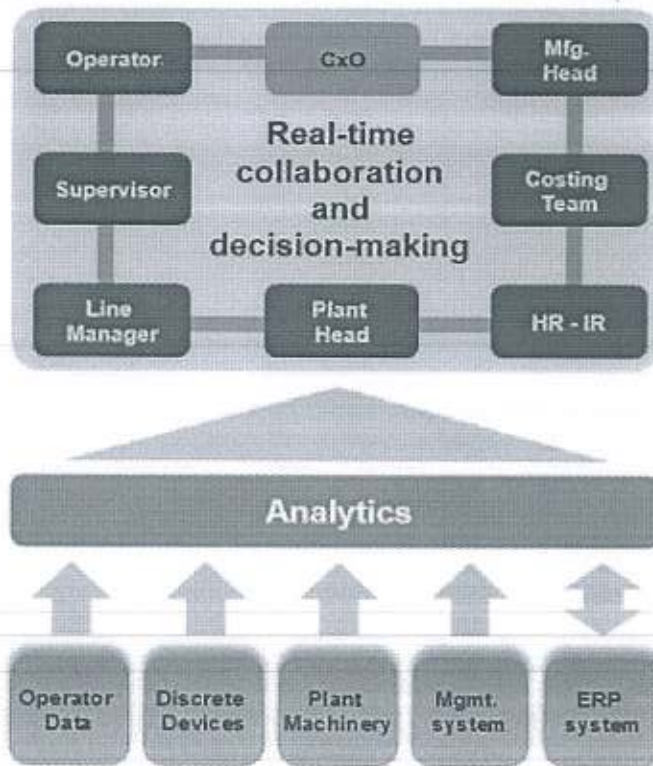 Operator
CxO
Mfg.
Head
Real-time
collaboration
and
decision-making
Supervisor
Costing
Team
Line
Manager
Plant
Head
HR - IR
Analytics
Operator
Data
Discrete
Devices
Plant
Machinery
Mgmt.
system
ERP
system